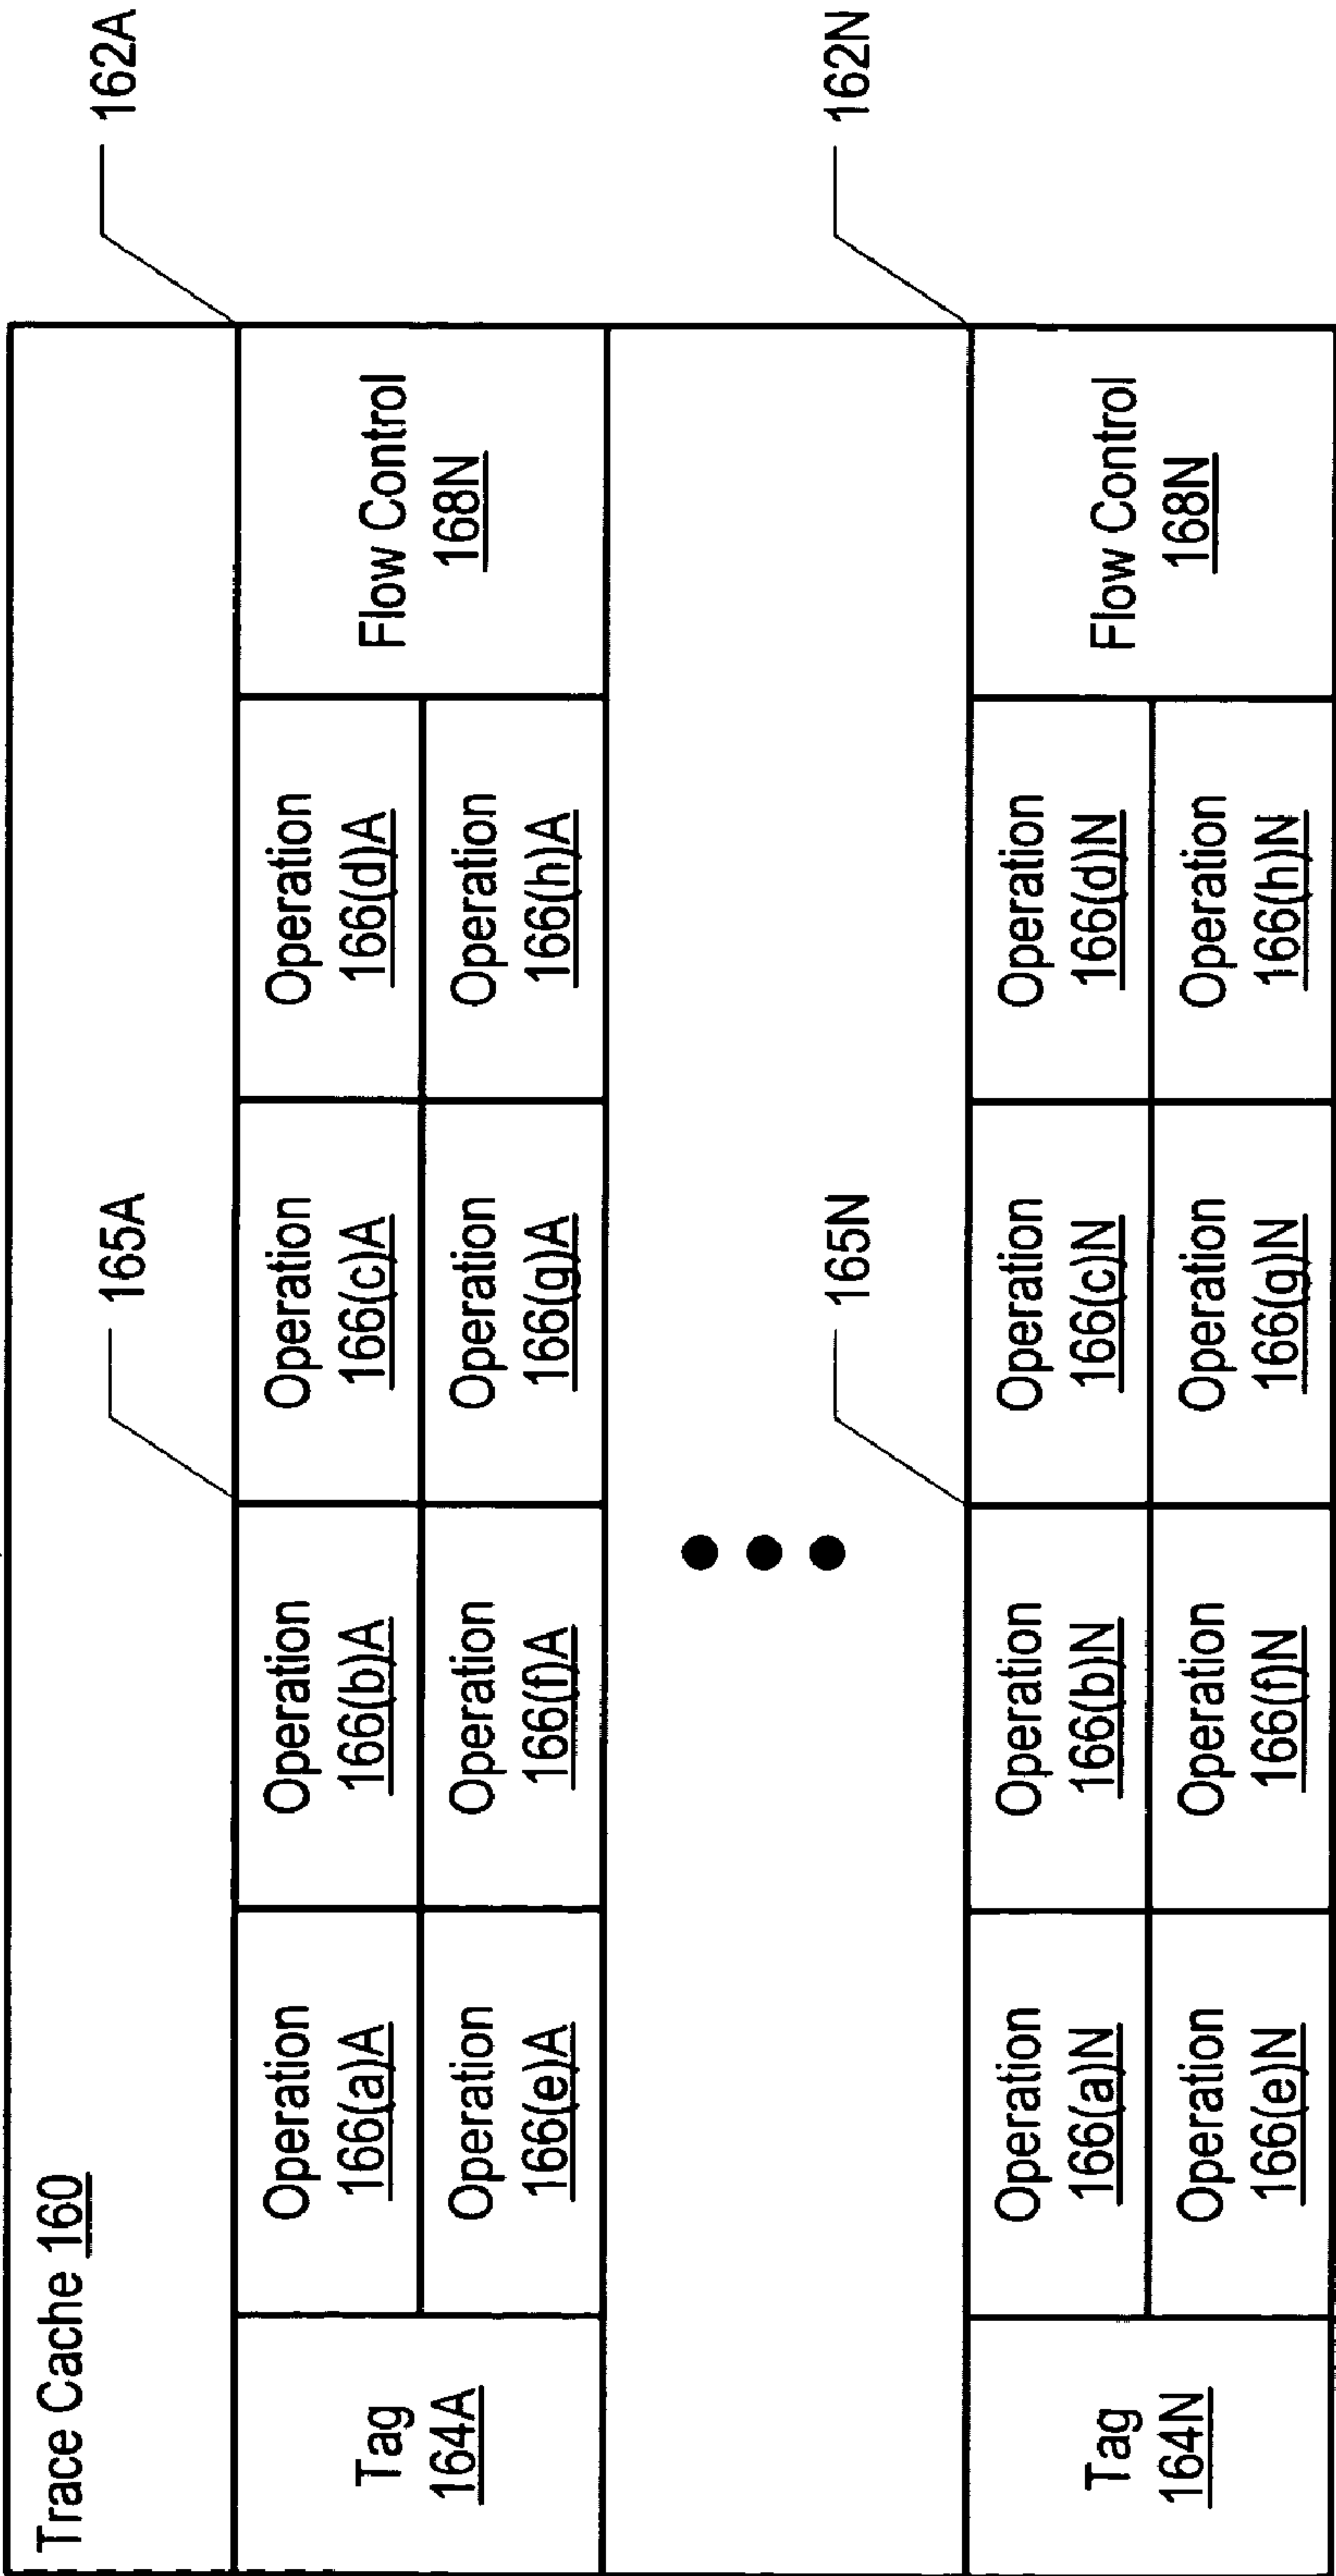 Trace Cache 160
162A
165A
Tag
164A
Operation
166(a)A
Operation
166(b)A
Operation
166(c)A
Operation
166(d)A
Flow Control
168N
Operation
166(e)A
Operation
166(f)A
Operation
166(g)A
Operation
166(h)A
162N
165N
Tag
164N
Operation
166(a)N
Operation
166(b)N
Operation
166(c)N
Operation
166(d)N
Flow Control
168N
Operation
166(e)N
Operation
166(f)N
Operation
166(g)N
Operation
166(h)N